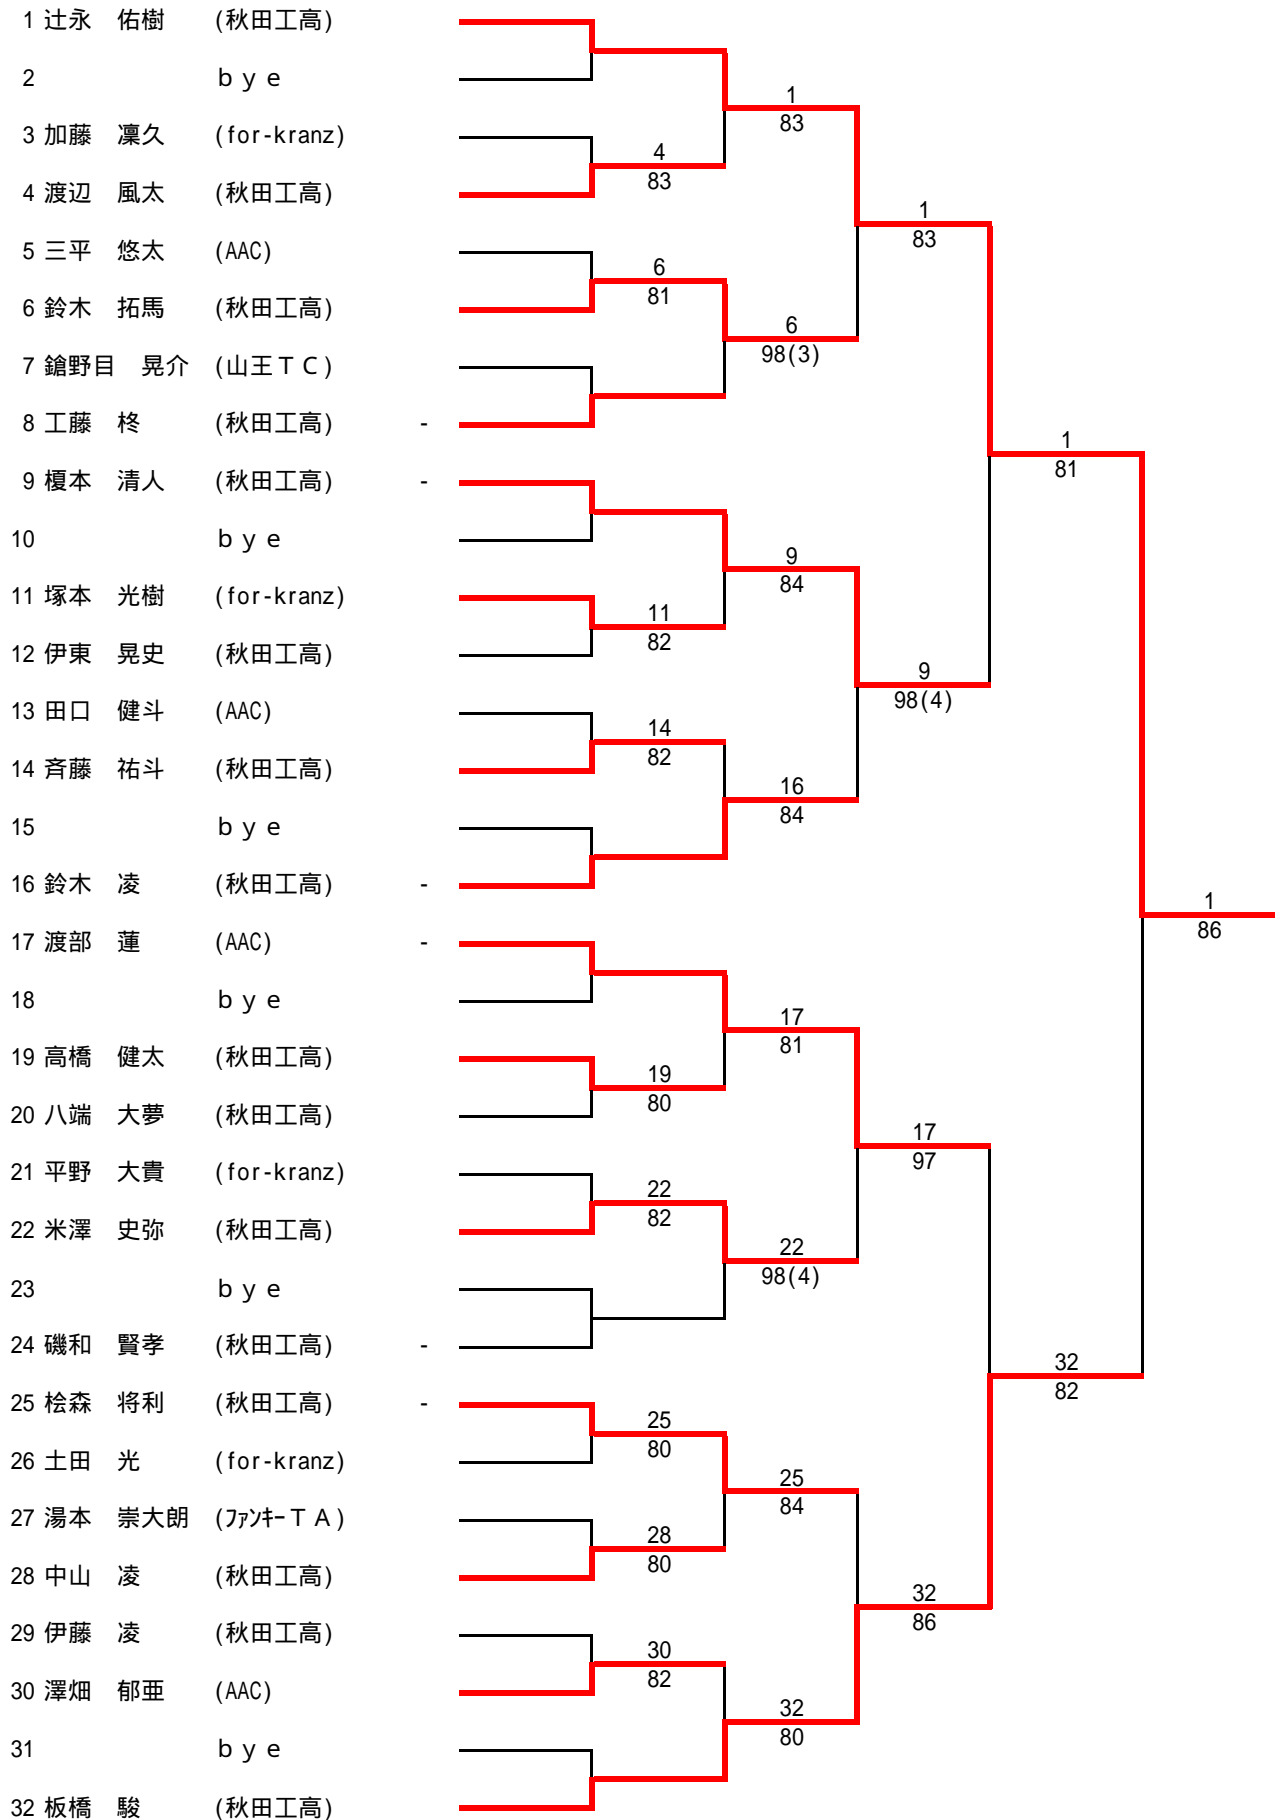 1 辻永　佑樹 (秋田工高)
2 ｂｙｅ
1
83
3 加藤　凜久 (for-kranz)
4
83
4 渡辺　風太 (秋田工高)
1
83
5 三平　悠太 (AAC)
6
81
6 鈴木　拓馬 (秋田工高)
6
98(3)
7 鎗野目　晃介 (山王ＴＣ)
8 工藤　柊 (秋田工高) -
1
81
9 榎本　清人 (秋田工高) -
10 ｂｙｅ
9
84
11 塚本　光樹 (for-kranz)
11
82
12 伊東　晃史 (秋田工高)
9
98(4)
13 田口　健斗 (AAC)
14
82
14 斉藤　祐斗 (秋田工高)
16
84
15 ｂｙｅ
16 鈴木　凌 (秋田工高) -
1
86
17 渡部　蓮 (AAC) -
18 ｂｙｅ
17
81
19 高橋　健太 (秋田工高)
19
80
20 八端　大夢 (秋田工高)
17
97
21 平野　大貴 (for-kranz)
22
82
22 米澤　史弥 (秋田工高)
22
98(4)
23 ｂｙｅ
24 磯和　賢孝 (秋田工高) -
32
82
25 桧森　将利 (秋田工高) -
25
80
26 土田　光 (for-kranz)
25
84
27 湯本　崇大朗 (ﾌｧﾝｷｰＴＡ)
28
80
28 中山　凌 (秋田工高)
32
86
29 伊藤　凌 (秋田工高)
30
82
30 澤畑　郁亜 (AAC)
32
80
31 ｂｙｅ
32 板橋　駿 (秋田工高)